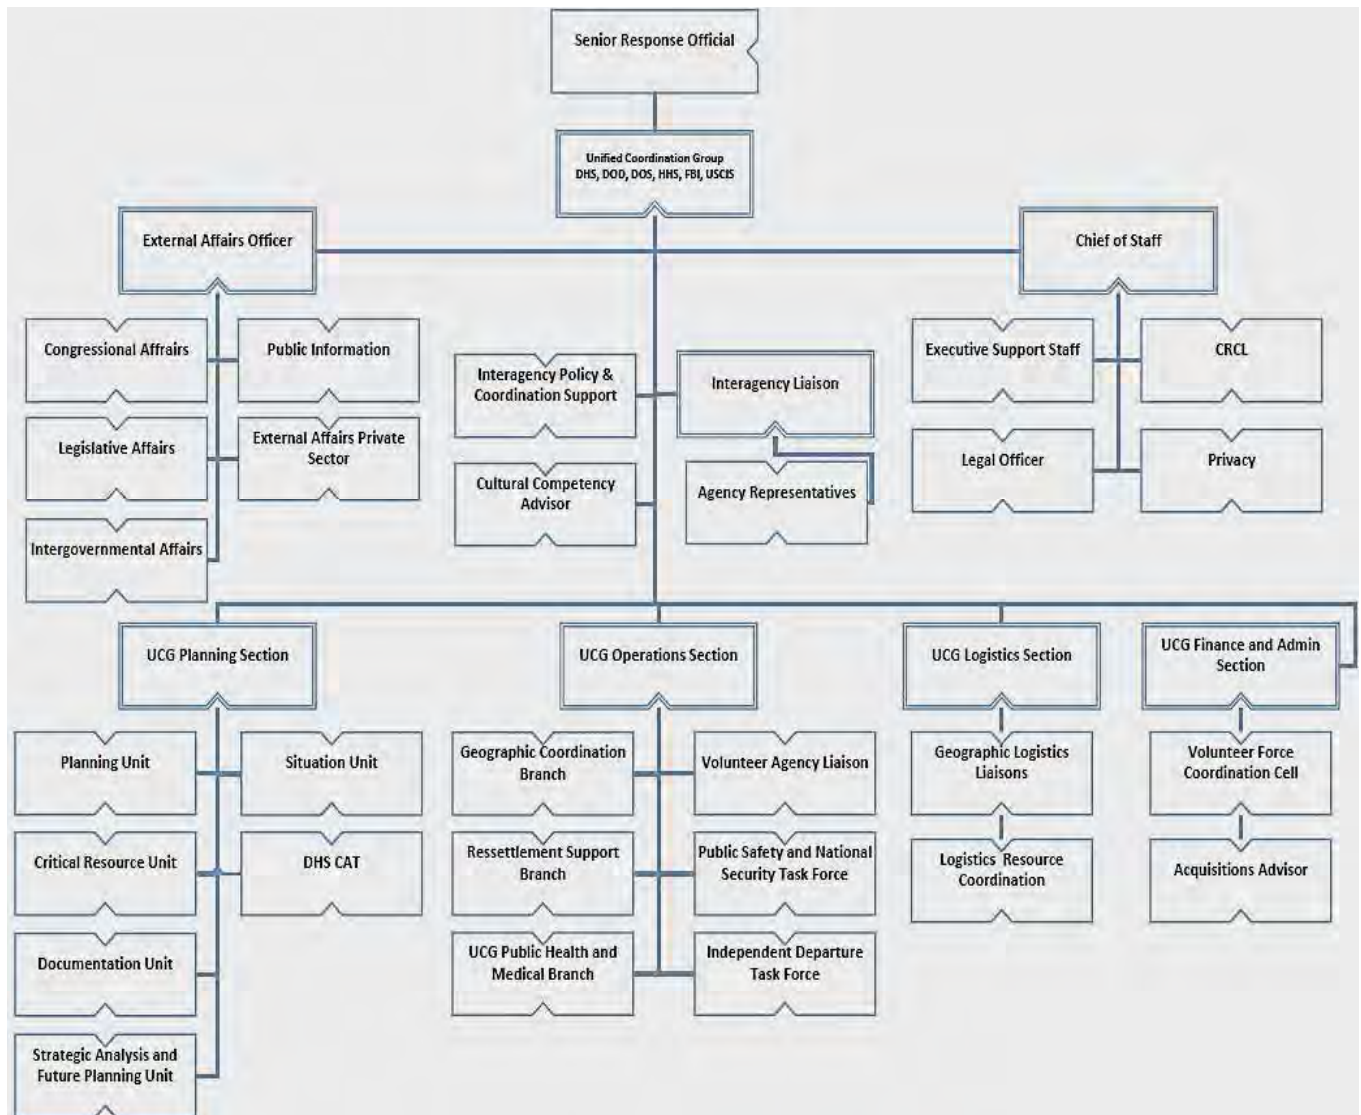 Senior Response Official
Unified Coordination Group
DHS, DOD, DOS, HHS, FBI, USCIS
External Affairs Officer
Chief of Staff
Congressional Affrairs
Public Information
Legislative Affairs
External Affairs Private
Sector
Intergovernmental Affairs
Interagency Policy &
Coordination Support
Interagency Liaison
Cultural Competency
Advisor
Agency Representatives
Executive Support Staff
CRCL
Legal Officer
Privacy
UCG Planning Section
UCG Operations Section
UCG Logistics Section
UCG Finance and Admin
Section
Planning Unit
Situation Unit
Critical Resource Unit
DHS CAT
Documentation Unit
Strategic Analysis and
Future Planning Unit
Geographic Coordination
Branch
Volunteer Agency Liaison
Ressettlement Support
Branch
Public Safety and National
Security Task Force
UCG Public Health and
Medical Branch
Independent Departure
Task Force
Geographic Logistics
Liaisons
Logistics Resource
Coordination
Volunteer Force
Coordination Cell
Acquisitions Advisor